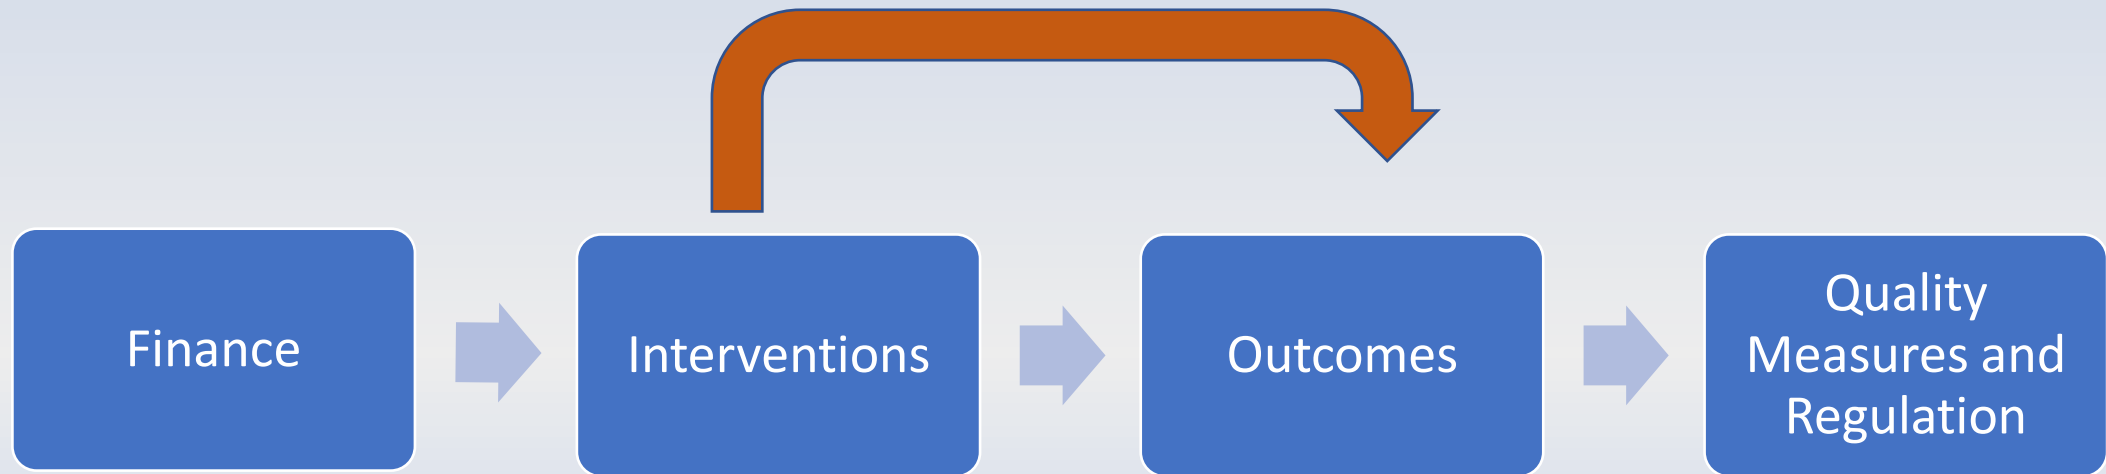 Finance
Interventions
Outcomes
Quality
Measures and
Regulation